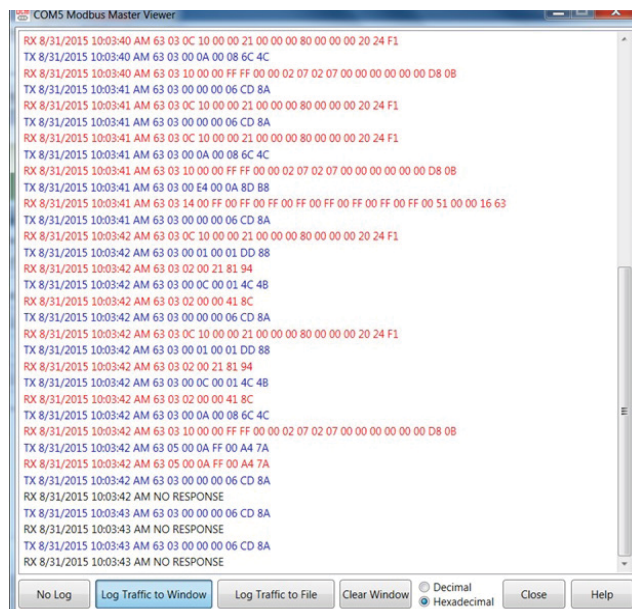 COM5 Modbus Master Viewer
RX 8/31/2015 10:03:40 AM 63 03 0C 10 00 00 21 00 00 00 80 00 00 00 20 24 F1
TX 8/31/2015 10:03:40 AM 63 03 00 0A 00 08 6C 4C
RX 8/31/2015 10:03:40 AM 63 03 10 00 00 FF FF 00 00 02 07 02 07 00 00 00 00 00 00 D8 0B
TX 8/31/2015 10:03:41 AM 63 03 00 00 00 06 CD 8A
RX 8/31/2015 10:03:41 AM 63 03 0C 10 00 00 21 00 00 00 80 00 00 00 20 24 F1
TX 8/31/2015 10:03:41 AM 63 03 00 00 00 06 CD 8A
RX 8/31/2015 10:03:41 AM 63 03 0C 10 00 00 21 00 00 00 80 00 00 00 20 24 F1
TX 8/31/2015 10:03:41 AM 63 03 00 0A 00 08 6C 4C
RX 8/31/2015 10:03:41 AM 63 03 10 00 00 FF FF 00 00 02 07 02 07 00 00 00 00 00 00 D8 0B
TX 8/31/2015 10:03:41 AM 63 03 00 E4 00 0A 8D B8
RX 8/31/2015 10:03:41 AM 63 03 14 00 FF 00 FF 00 FF 00 FF 00 FF 00 FF 00 FF 00 FF 00 51 00 00 16 63
TX 8/31/2015 10:03:41 AM 63 03 00 00 00 06 CD 8A
RX 8/31/2015 10:03:42 AM 63 03 0C 10 00 00 21 00 00 00 80 00 00 00 20 24 F1
TX 8/31/2015 10:03:42 AM 63 03 00 01 00 01 DD 88
RX 8/31/2015 10:03:42 AM 63 03 02 00 21 81 94
TX 8/31/2015 10:03:42 AM 63 03 00 0C 00 01 4C 4B
RX 8/31/2015 10:03:42 AM 63 03 02 00 00 41 8C
TX 8/31/2015 10:03:42 AM 63 03 00 00 00 06 CD 8A
RX 8/31/2015 10:03:42 AM 63 03 0C 10 00 00 21 00 00 00 80 00 00 00 20 24 F1
TX 8/31/2015 10:03:42 AM 63 03 00 01 00 01 DD 88
RX 8/31/2015 10:03:42 AM 63 03 02 00 21 81 94
TX 8/31/2015 10:03:42 AM 63 03 00 0C 00 01 4C 4B
RX 8/31/2015 10:03:42 AM 63 03 02 00 00 41 8C
TX 8/31/2015 10:03:42 AM 63 03 00 0A 00 08 6C 4C
RX 8/31/2015 10:03:42 AM 63 03 10 00 00 FF FF 00 00 02 07 02 07 00 00 00 00 00 00 D8 0B
TX 8/31/2015 10:03:42 AM 63 05 00 0A FF 00 A4 7A
RX 8/31/2015 10:03:42 AM 63 05 00 0A FF 00 A4 7A
TX 8/31/2015 10:03:42 AM 63 03 00 00 00 06 CD 8A
RX 8/31/2015 10:03:42 AM NO RESPONSE
TX 8/31/2015 10:03:43 AM 63 03 00 00 00 06 CD 8A
RX 8/31/2015 10:03:43 AM NO RESPONSE
TX 8/31/2015 10:03:43 AM 63 03 00 00 00 06 CD 8A
RX 8/31/2015 10:03:43 AM NO RESPONSE
No Log Log Traffic to Window Log Traffic to File Clear Window Decimal Hexadecimal Close Help